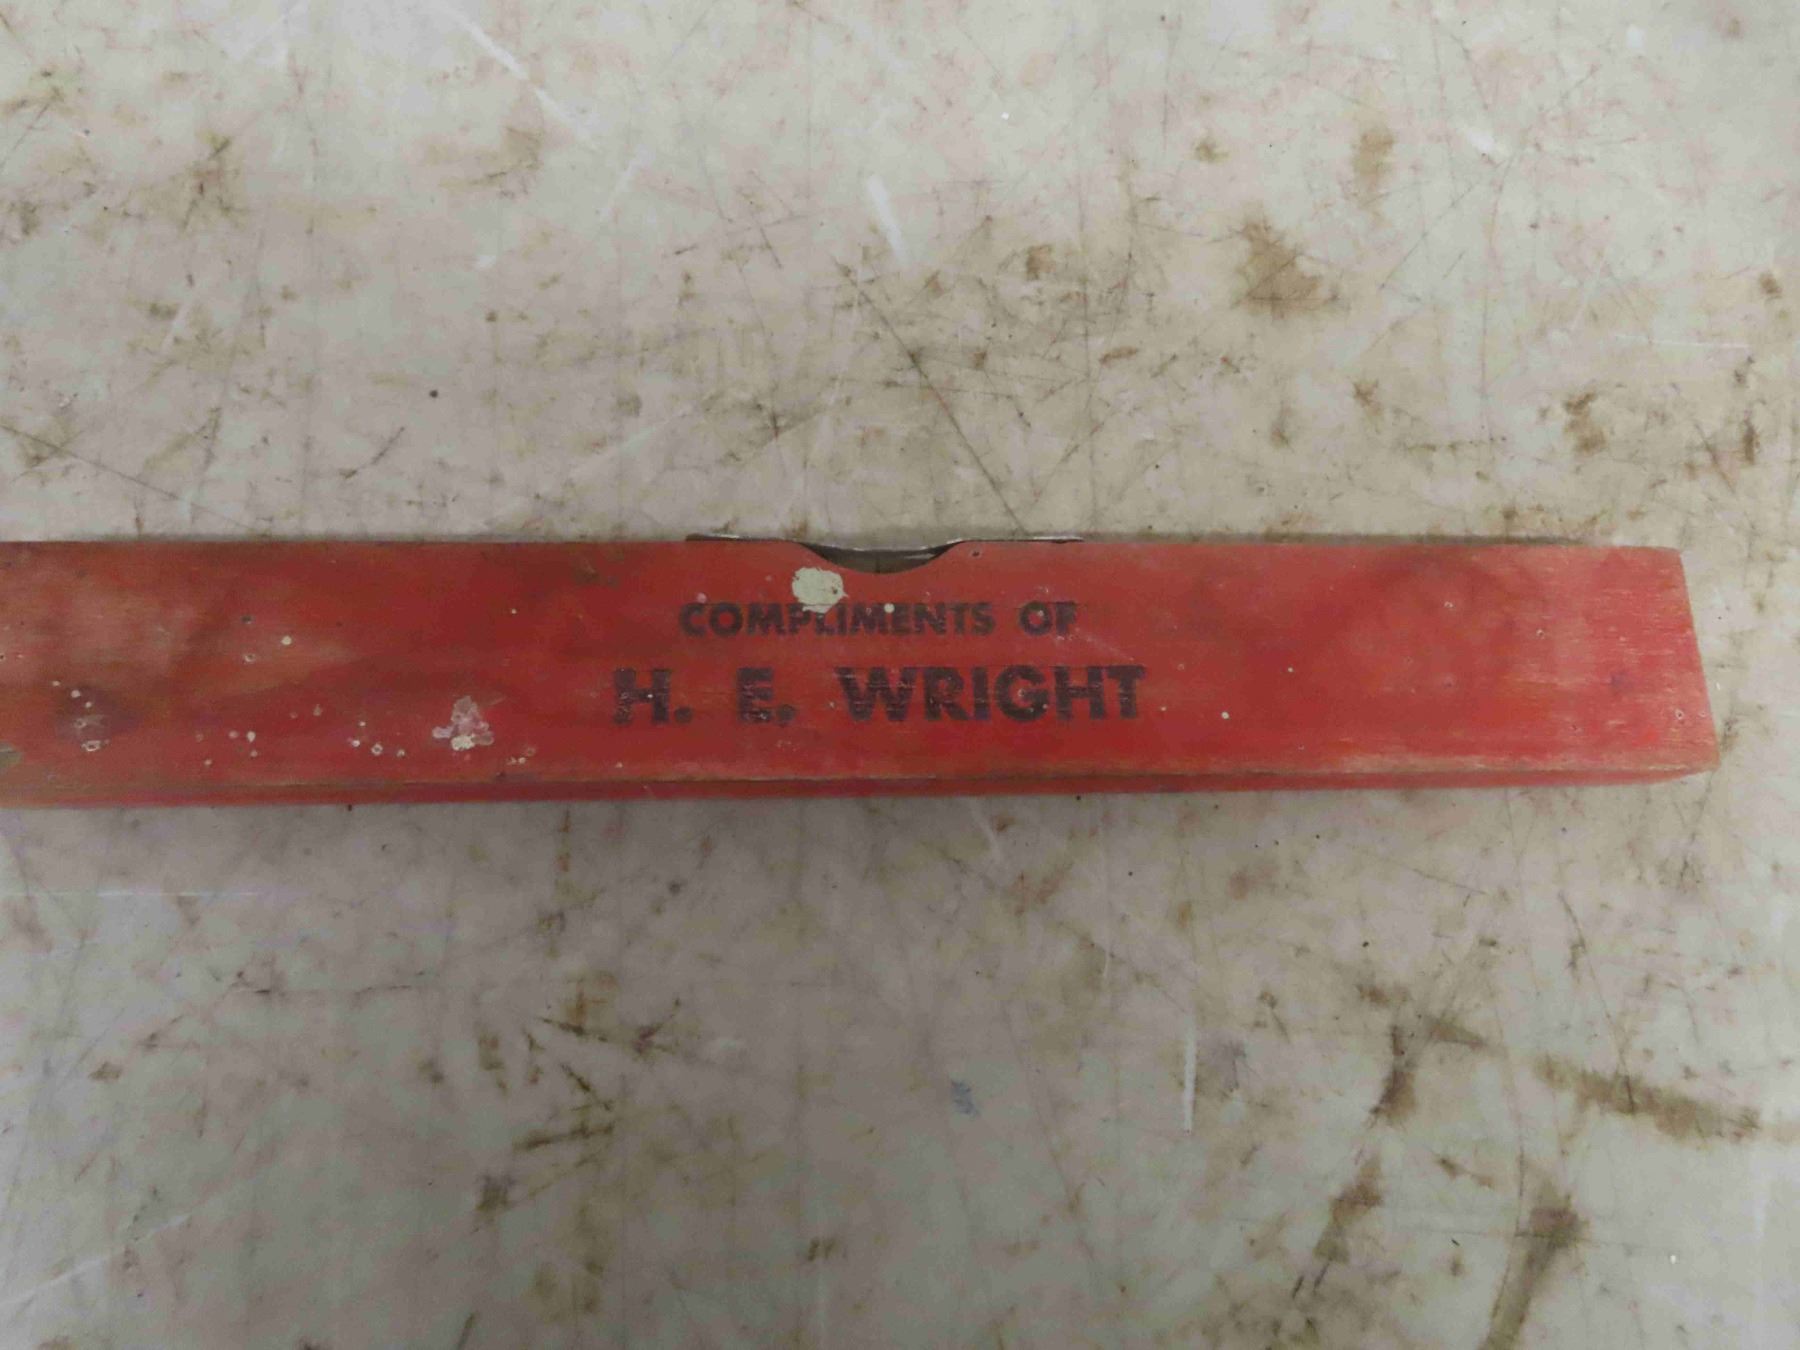 COMPLIMENTS OF
H. E. WRIGHT